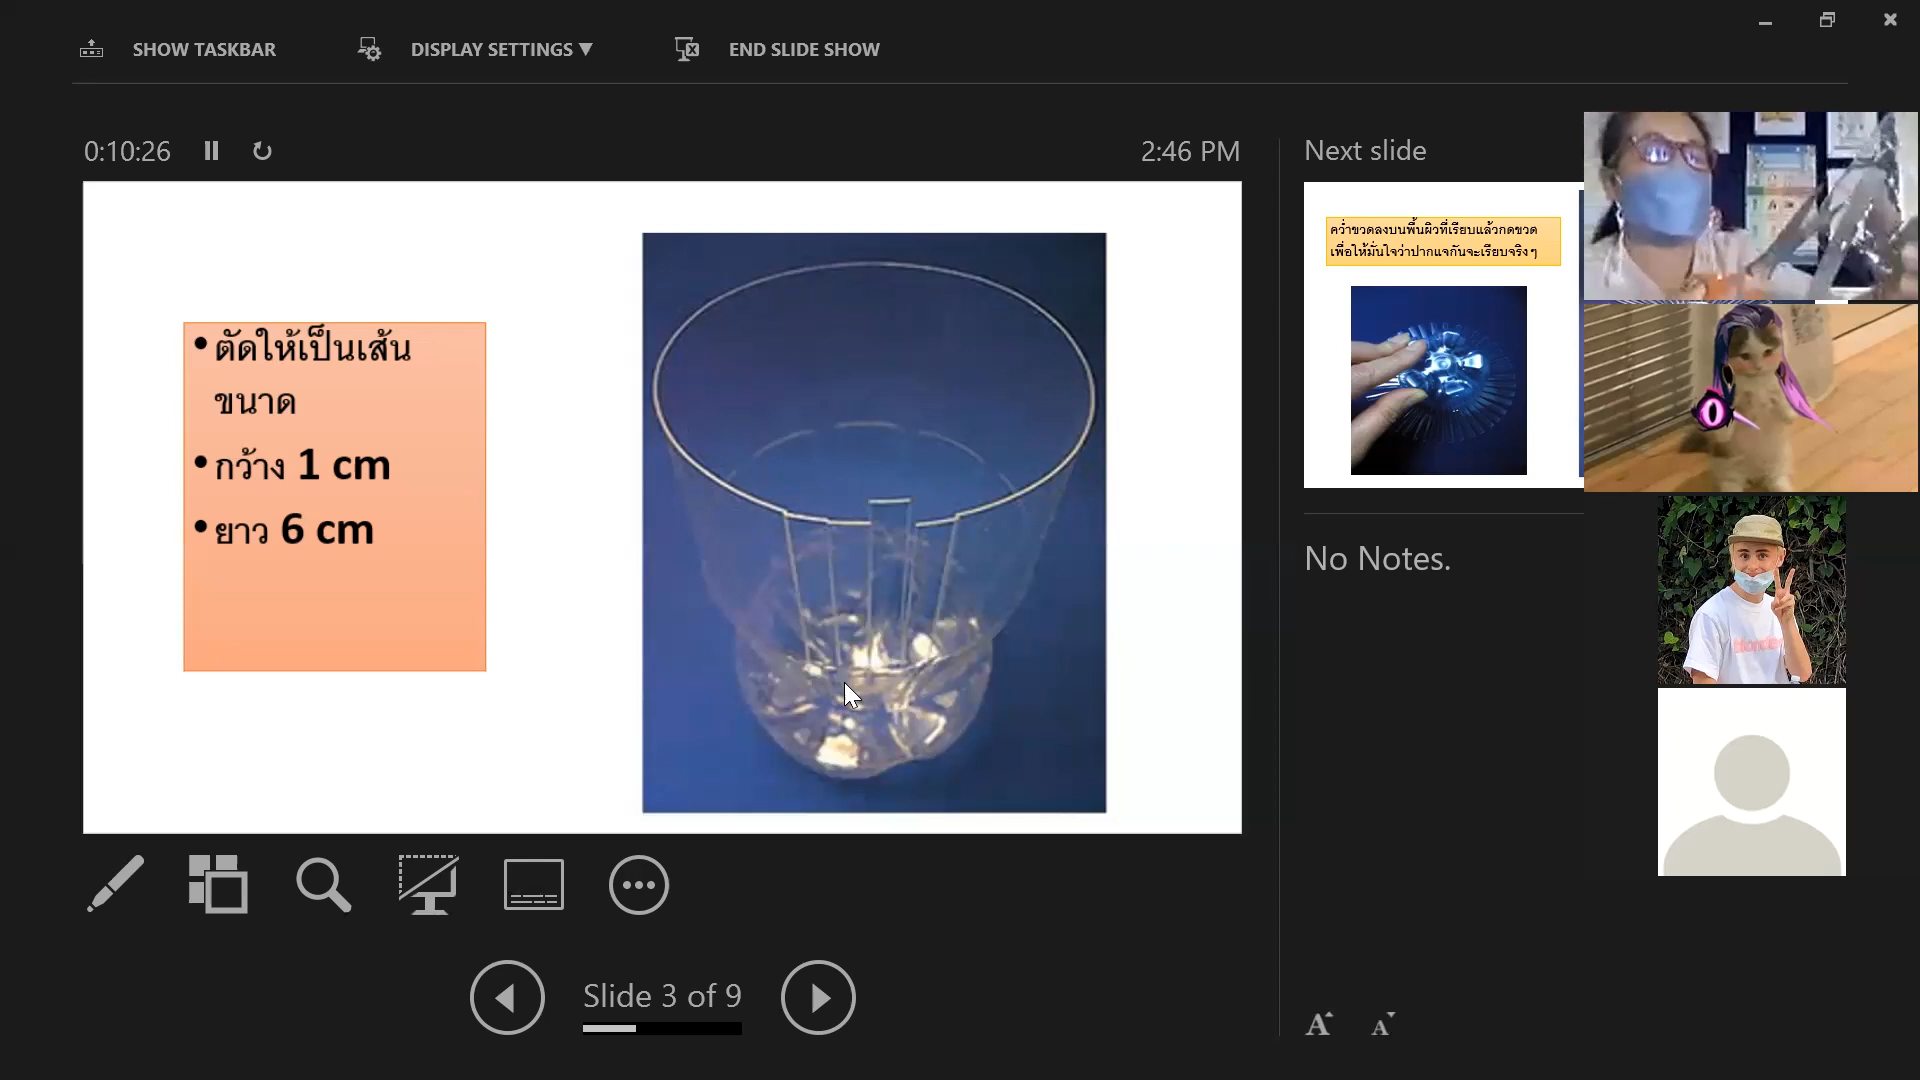 SHOW TASKBAR
DISPLAY SETTINGS ▼
END SLIDE SHOW
0:10:26
2:46 PM
Next slide
• ตัดให้เป็นเส้น
ขนาด
• กว้าง 1 cm
• ยาว 6 cm
คว่ำขวดลงบนพื้นผิวที่เรียบแล้วกดขวด
เพื่อให้มั่นใจว่าปากแจกันจะเรียบจริงๆ
No Notes.
Slide 3 of 9
A A